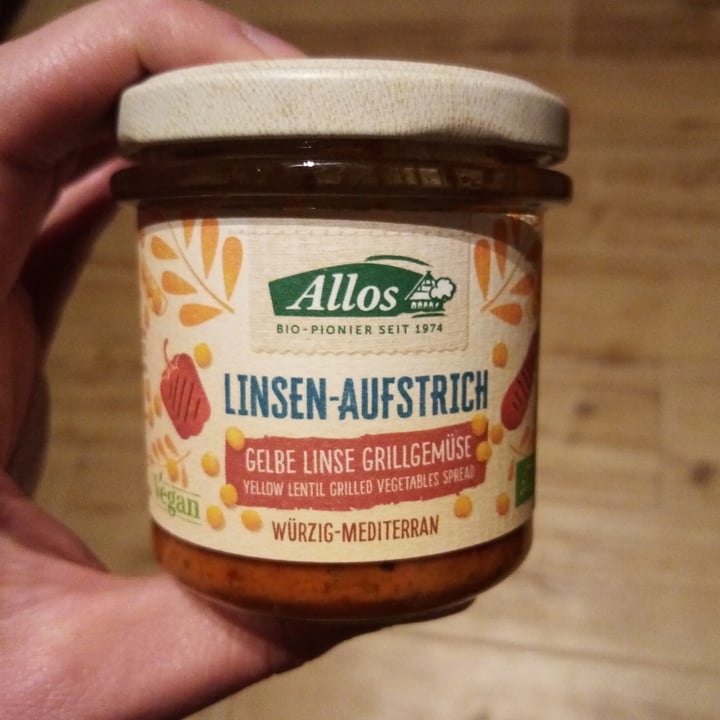 Allos
BIO-PIONIER SEIT 1974
LINSEN-AUFSTRICH
GELBE LINSE GRILLGEMÜSE
YELLOW LENTIL GRILLED VEGETABLES SPREAD
Vegan
WÜRZIG-MEDITERRAN